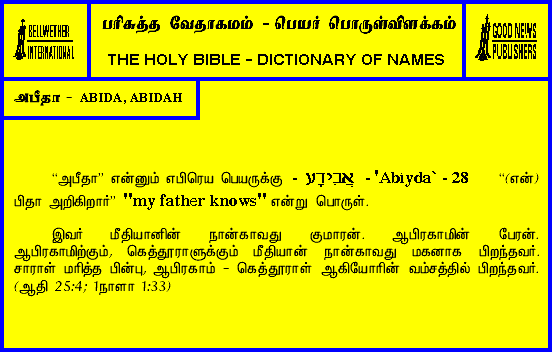 BELLWETHER
INTERNATIONAL
பரிசுத்த வேதாகமம் - பெயர் பொருள்விளக்கம்
THE HOLY BIBLE - DICTIONARY OF NAMES
GOOD NEWS
PUBLISHERS
அபீதா - ABIDA, ABIDAH
“அபீதா” என்னும் எபிரெய பெயருக்கு - אֲבִידָע - 'Abiyda` - 28 “(என்)
பிதா அறிகிறார்” "my father knows" என்று பொருள்.
இவர் மீதியானின் நான்காவது குமாரன். ஆபிரகாமின் பேரன்.
ஆபிரகாமிற்கும், கெத்தூராளுக்கும் மீதியான் நான்காவது மகனாக பிறந்தவர்.
சாராள் மரித்த பின்பு, ஆபிரகாம் - கெத்தூராள் ஆகியோரின் வம்சத்தில் பிறந்தவர்.
(ஆதி 25:4; 1நாளா 1:33)